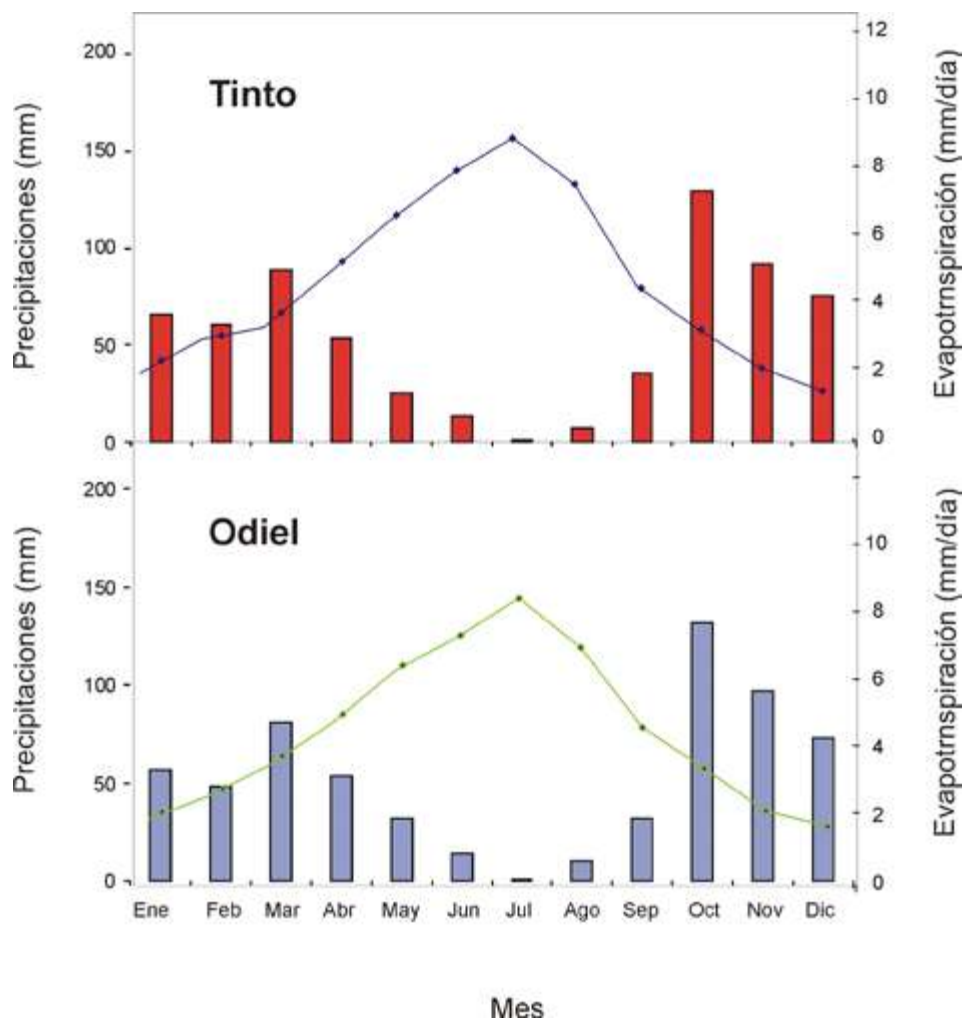 Tinto
Precipitaciones (mm)
200
150
100
50
0
12
10
8
6
4
2
0
Evapotrnspiración (mm/día)
Odiel
Precipitaciones (mm)
200
150
100
50
0
10
8
6
4
2
0
Evapotrnspiración (mm/día)
Ene Feb Mar Abr May Jun Jul Ago Sep Oct Nov Dic
Mes